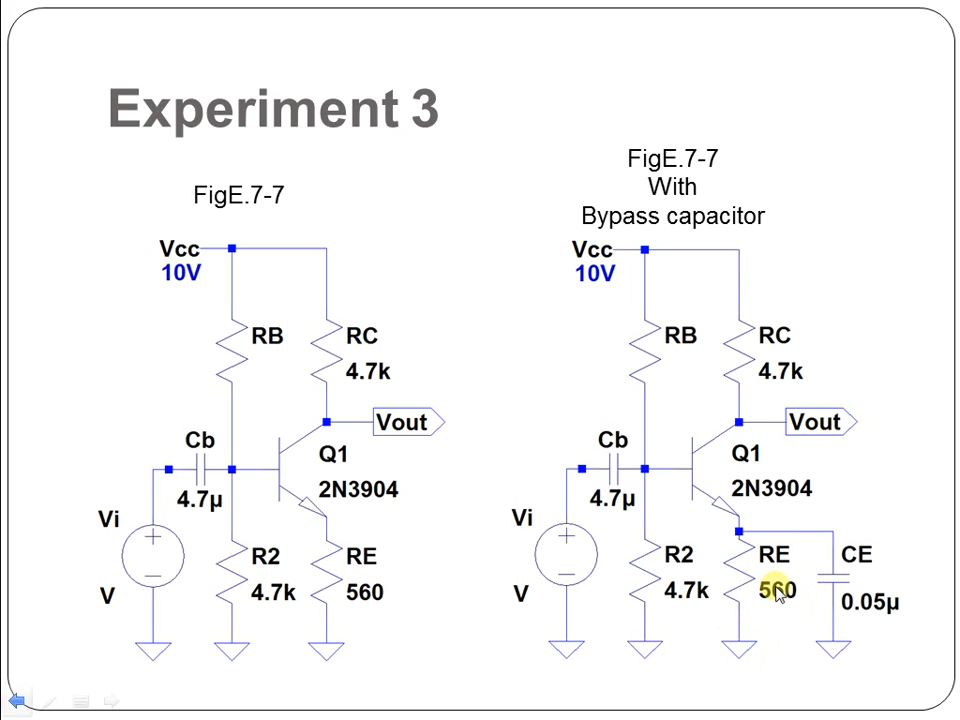 Experiment 3
FigE.7-7
Vcc
10V
RB
RC
4.7k
Vout
Cb
4.7µ
Q1
2N3904
Vi
V
R2
4.7k
RE
560
FigE.7-7
With
Bypass capacitor
Vcc
10V
RB
RC
4.7k
Vout
Cb
4.7µ
Q1
2N3904
Vi
V
R2
4.7k
RE
560
CE
0.05µ